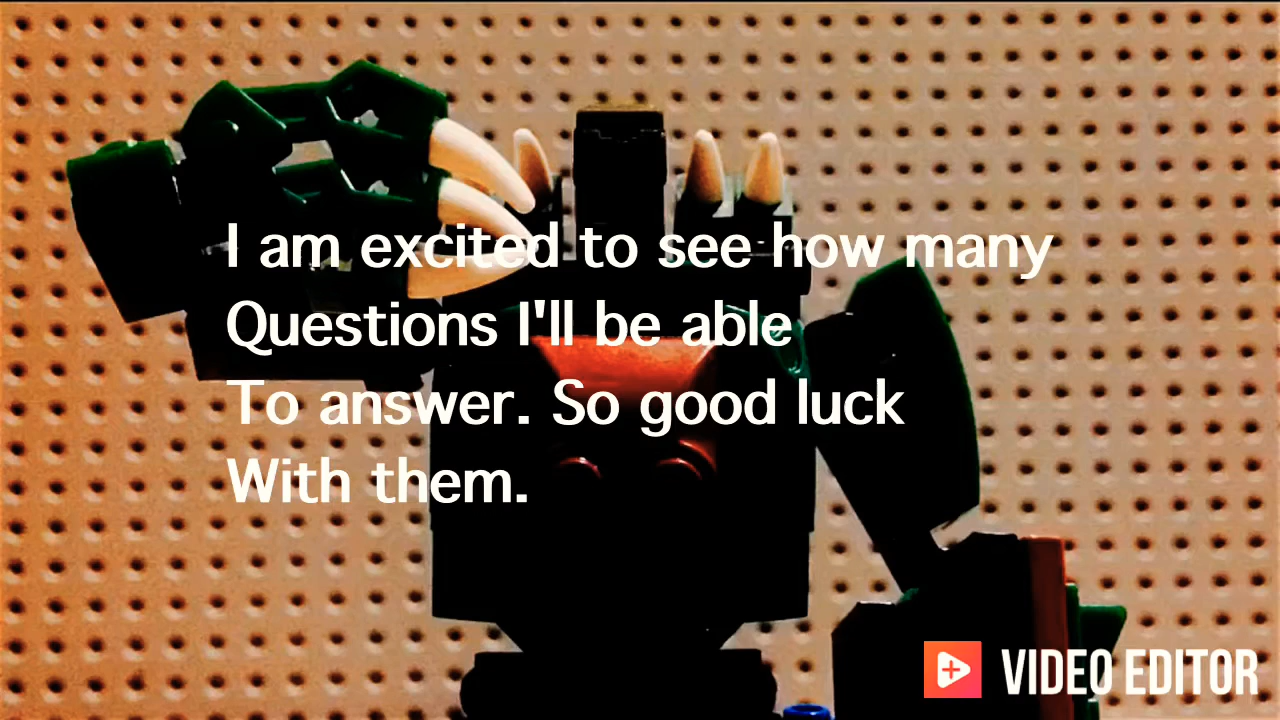 I am excited to see how many
Questions I'll be able
To answer. So good luck
With them.
VIDEO EDITOR